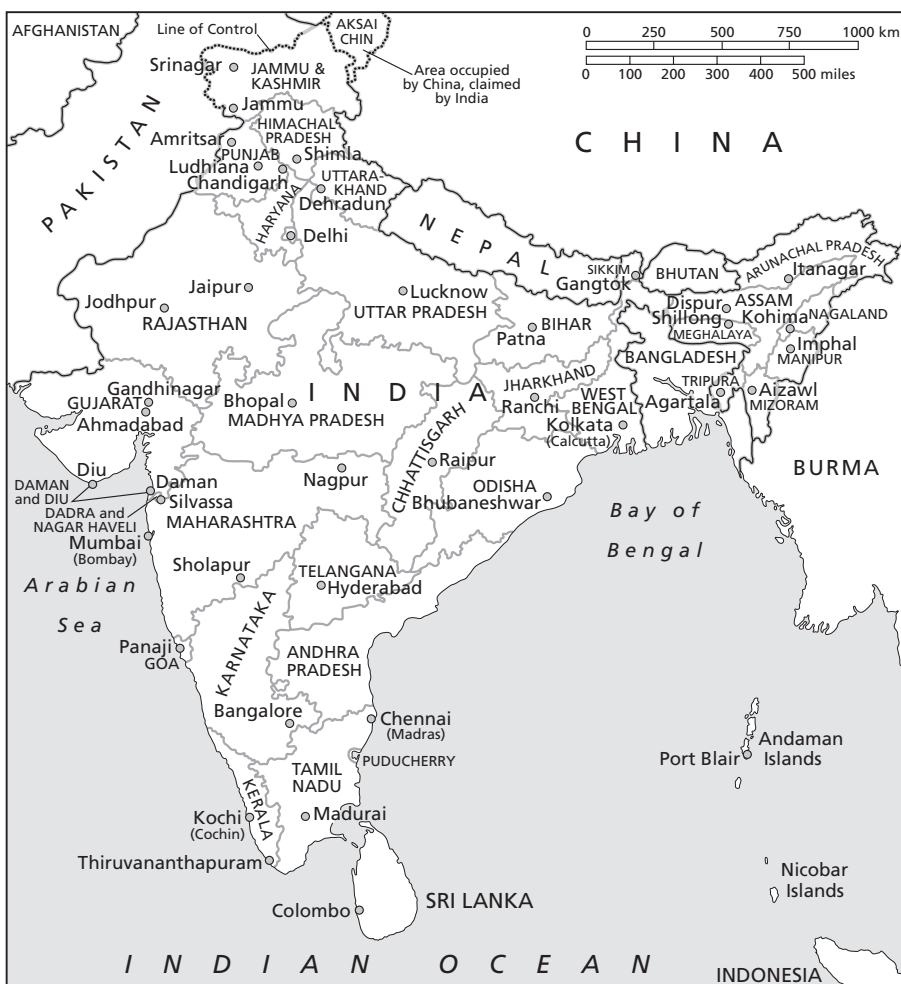 AFGHANISTAN
Line of Control
AKSAI
CHIN
0 250 500 750 1000 km
0 100 200 300 400 500 miles
Srinagar
JAMMU &
KASHMIR
Area occupied
by China, claimed
by India
Jammu
PAKISTAN
CHINA
HIMACHAL
PRADESH
Amritsar
PUNJAB
Shimla
Ludhiana
Chandigarh
UTTARA-
KHAND
Dehradun
HARYANA
Delhi
NEPAL
SIKKIM
Gangtok
BHUTAN
ARUNACHAL PRADESH
Itanagar
Jaipur
Lucknow
Jodhpur
RAJASTHAN
UTTAR PRADESH
Dispur
ASSAM
Shillong
Kohima
NAGALAND
MEGHALAYA
BIHAR
Patna
Imphal
MANIPUR
BANGLADESH
INDIA
Gandhinagar
GUJARAT
Ahmadabad
Bhopal
MADHYA PRADESH
JHARKHAND
Ranchi
WEST
BENGAL
Kolkata
(Calcutta)
TRIPURA
Agartala
Aizawl
MIZORAM
CHHATTISGARH
Raipur
BURMA
Diu
Daman
DAMAN
and DIU
Silvassa
DADRA and
NAGAR HAVELI
Nagpur
MAHARASHTRA
ODISHA
Bhubaneshwar
Bay of
Bengal
Mumbai
(Bombay)
Arabian
Sea
Sholapur
TELANGANA
Hyderabad
KARNATAKA
Panaji
GOA
ANDHRA
PRADESH
Bangalore
Chennai
(Madras)
PUDUCHERRY
Port Blair
Andaman
Islands
TAMIL
NADU
KERALA
Kochi
(Cochin)
Madurai
Thiruvananthapuram
Nicobar
Islands
Colombo
SRI LANKA
INDIAN OCEAN
INDONESIA